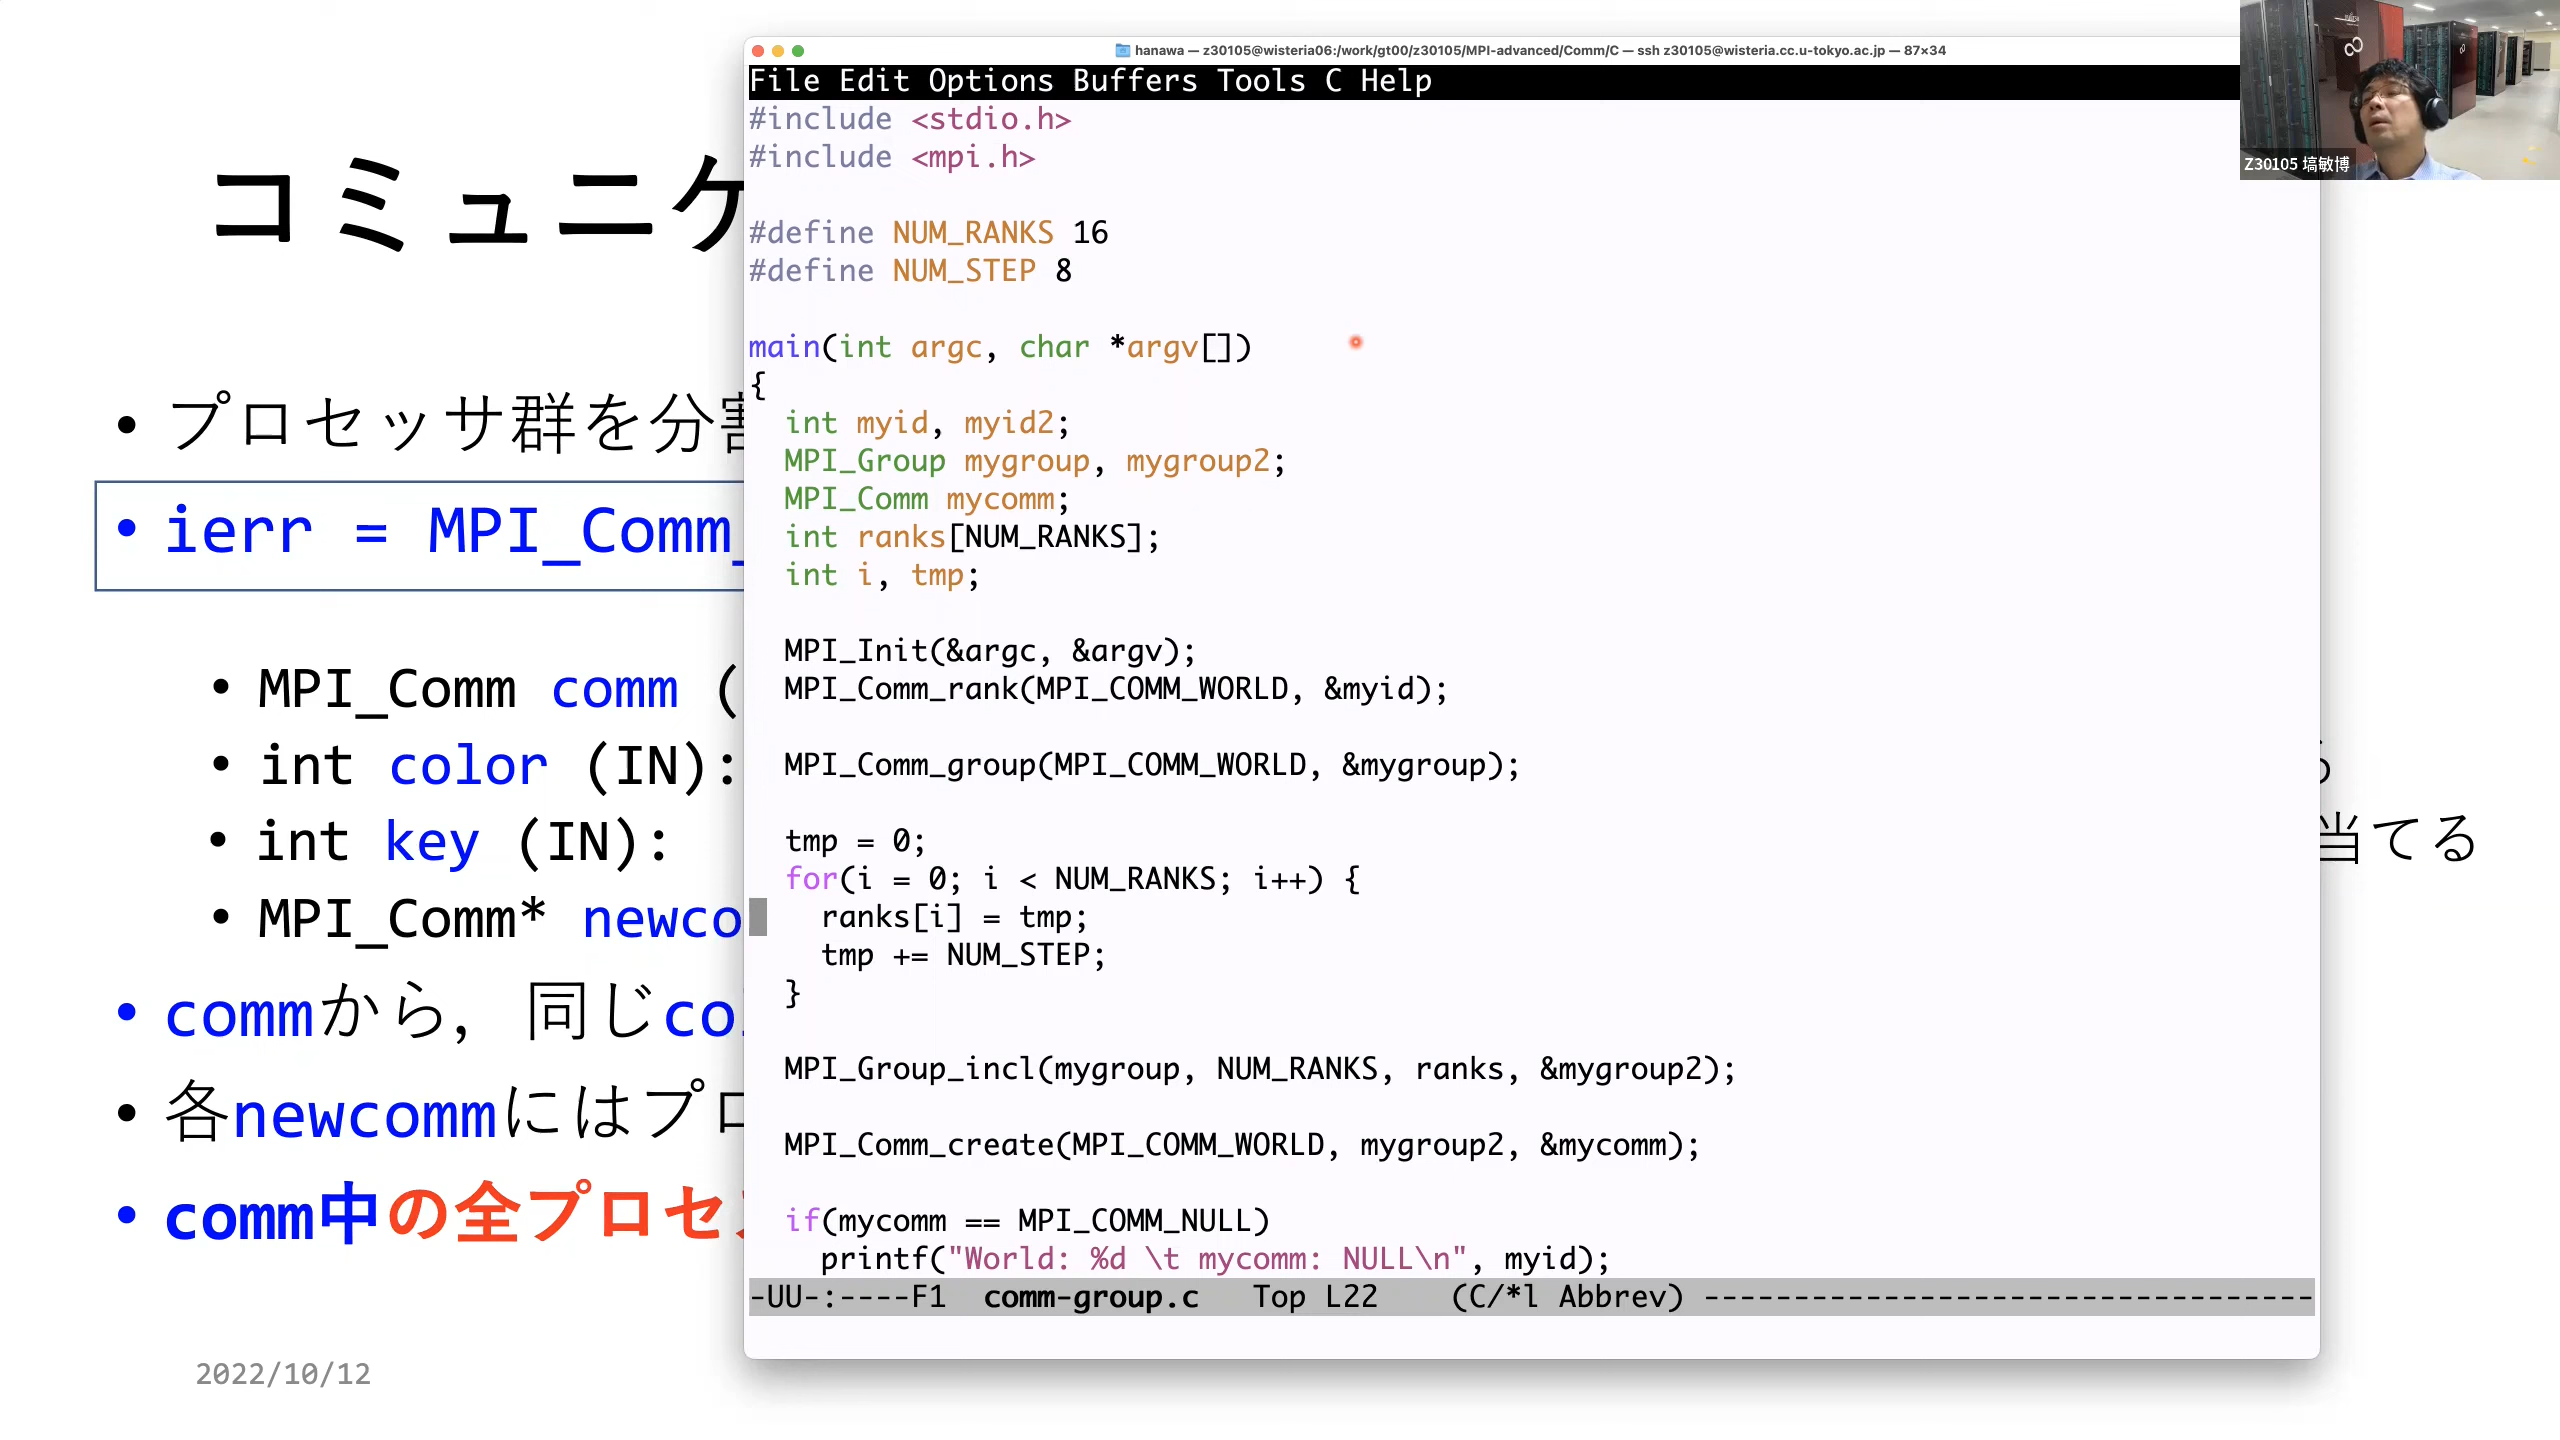 hanawa — z30105@wisteria06:/work/gt00/z30105/MPI-advanced/Comm/C — ssh z30105@wisteria.cc.u-tokyo.ac.jp — 87×34
File Edit Options Buffers Tools C Help
#include <stdio.h>
#include <mpi.h>
#define NUM_RANKS 16
#define NUM_STEP 8
main(int argc, char *argv[])
{
int myid, myid2;
MPI_Group mygroup, mygroup2;
MPI_Comm mycomm;
int ranks[NUM_RANKS];
int i, tmp;
MPI_Init(&argc, &argv);
MPI_Comm_rank(MPI_COMM_WORLD, &myid);
MPI_Comm_group(MPI_COMM_WORLD, &mygroup);
tmp = 0;
for(i = 0; i < NUM_RANKS; i++) {
ranks[i] = tmp;
tmp += NUM_STEP;
}
MPI_Group_incl(mygroup, NUM_RANKS, ranks, &mygroup2);
MPI_Comm_create(MPI_COMM_WORLD, mygroup2, &mycomm);
if(mycomm == MPI_COMM_NULL)
printf("World: %d \t mycomm: NULL\n", myid);
-UU-:----F1 comm-group.c Top L22 (C/*l Abbrev) ----------------------------------
Z30105 塙敏博
コミュニケ
• プロセッサ群を分割
• ierr = MPI_Comm_
• MPI_Comm comm (
• int color (IN):
• int key (IN):
当てる
• MPI_Comm* newco
• commから，同じco
• 各newcommにはプロ
• comm中の全プロセス
2022/10/12